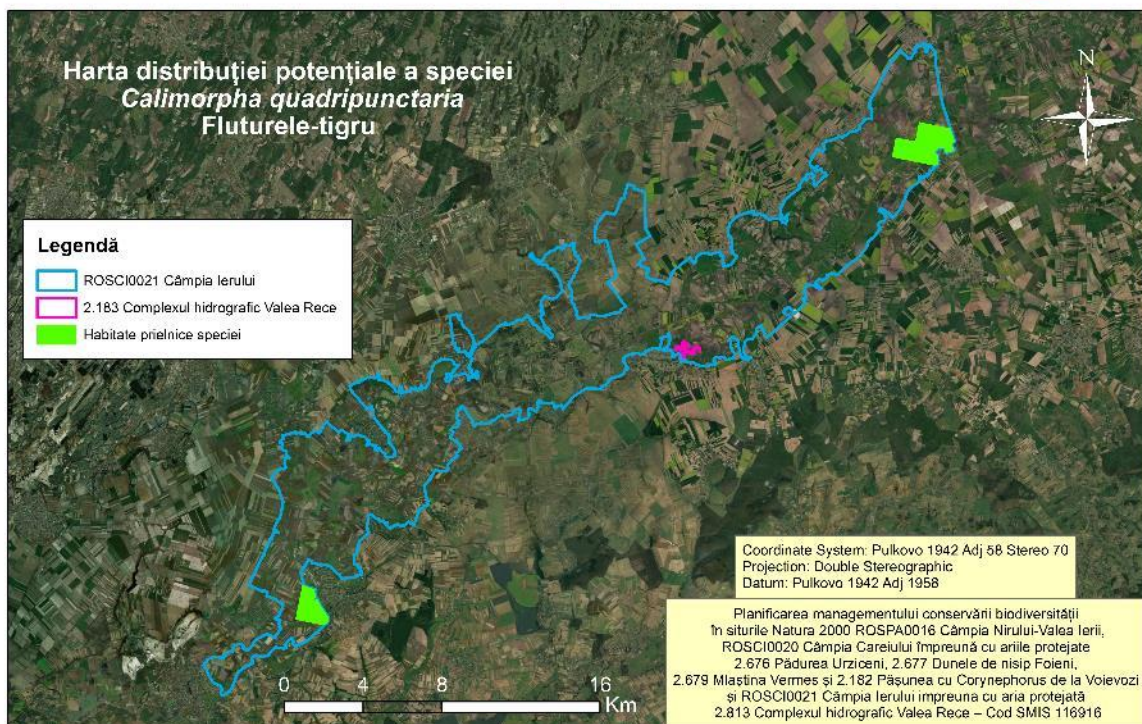 Harta distribuției potențiale a speciei
Calimorpha quadripunctaria
Fluturele-tigru
N
Legendă
ROSCI0021 Câmpia Ierului
2.183 Complexul hidrografic Valea Rece
Habitate prielnice speciei
Coordinate System: Pulkovo 1942 Adj 58 Stereo 70
Projection: Double Stereographic
Datum: Pulkovo 1942 Adj 1958
Planificarea managementului conservării biodiversității
în siturile Natura 2000 ROSPA0016 Câmpia Nirului-Valea Ierii,
ROSCI0020 Câmpia Careiului împreună cu ariile protejate
2.676 Pădurea Urziceni, 2.677 Dunele de nisip Foieni,
2.679 Mlaștina Vermes și 2.182 Pășunea cu Corynephorus de la Voievozi
și ROSCI0021 Câmpia Ierului impreuna cu aria protejată
2.813 Complexul hidrografic Valea Rece – Cod SMIS 116916
0 4 8 16
Km